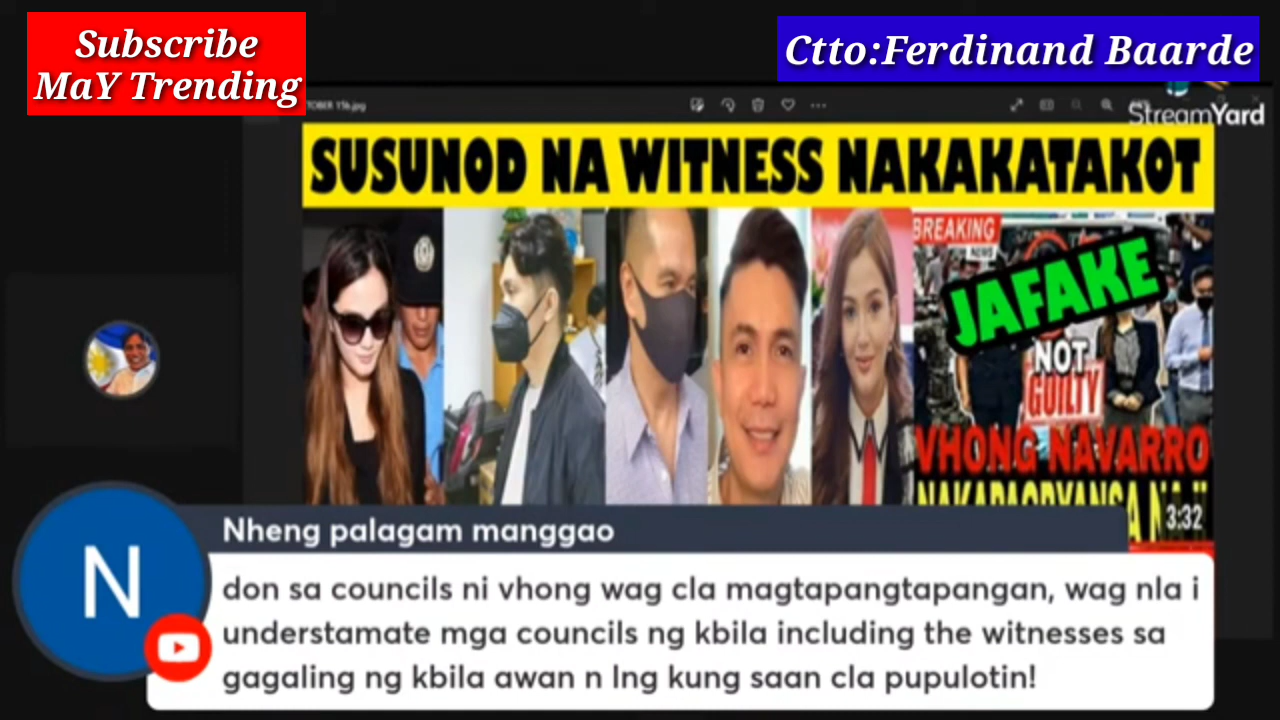 Subscribe
MaY Trending
Ctto:Ferdinand Baarde
StreamYard
SUSUNOD NA WITNESS NAKAKATAKOT
BREAKING
NEWS
JAFAKE
NOT
GUILTY
VHONG NAVARRO
3:32
N
Nheng palagam manggao
don sa councils ni vhong wag cla magtapangtapangan, wag nla i
understamate mga councils ng kbila including the witnesses sa
gagaling ng kbila awan n lng kung saan cla pupulotin!